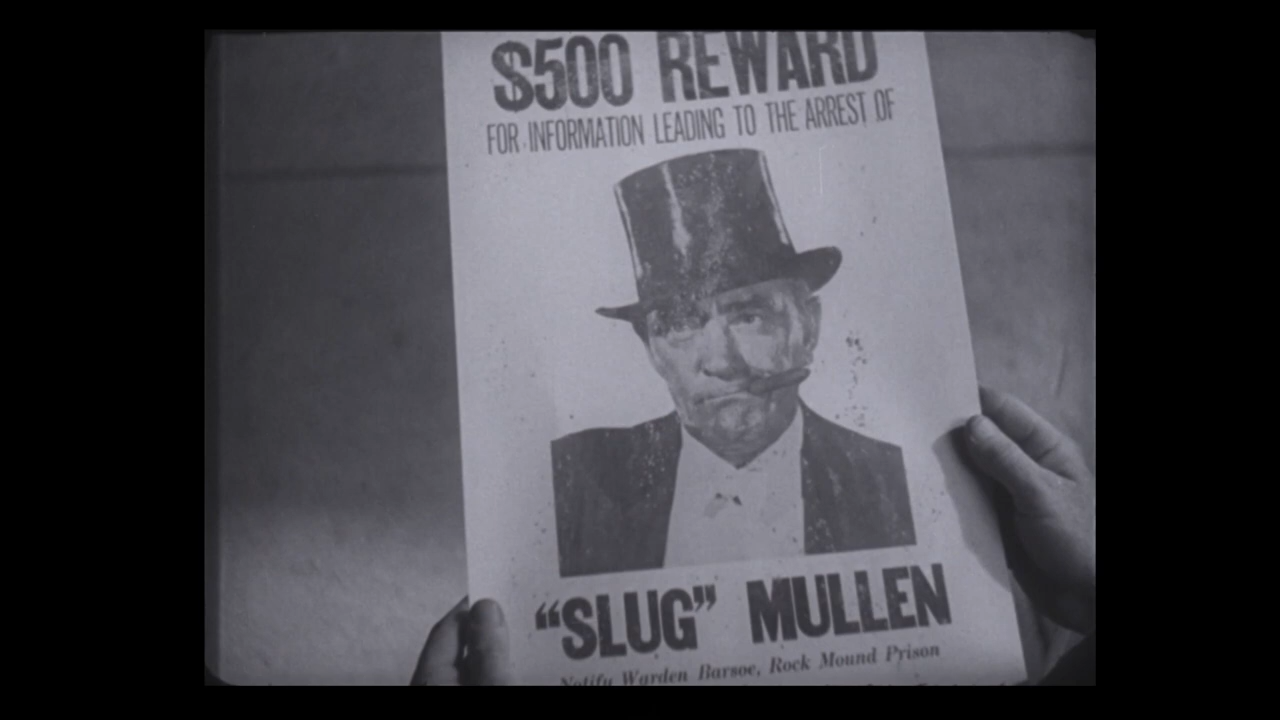 $500 REWARD
FOR INFORMATION LEADING TO THE ARREST OF
“SLUG” MULLEN
Notify Warden Barsoe, Rock Mound Prison